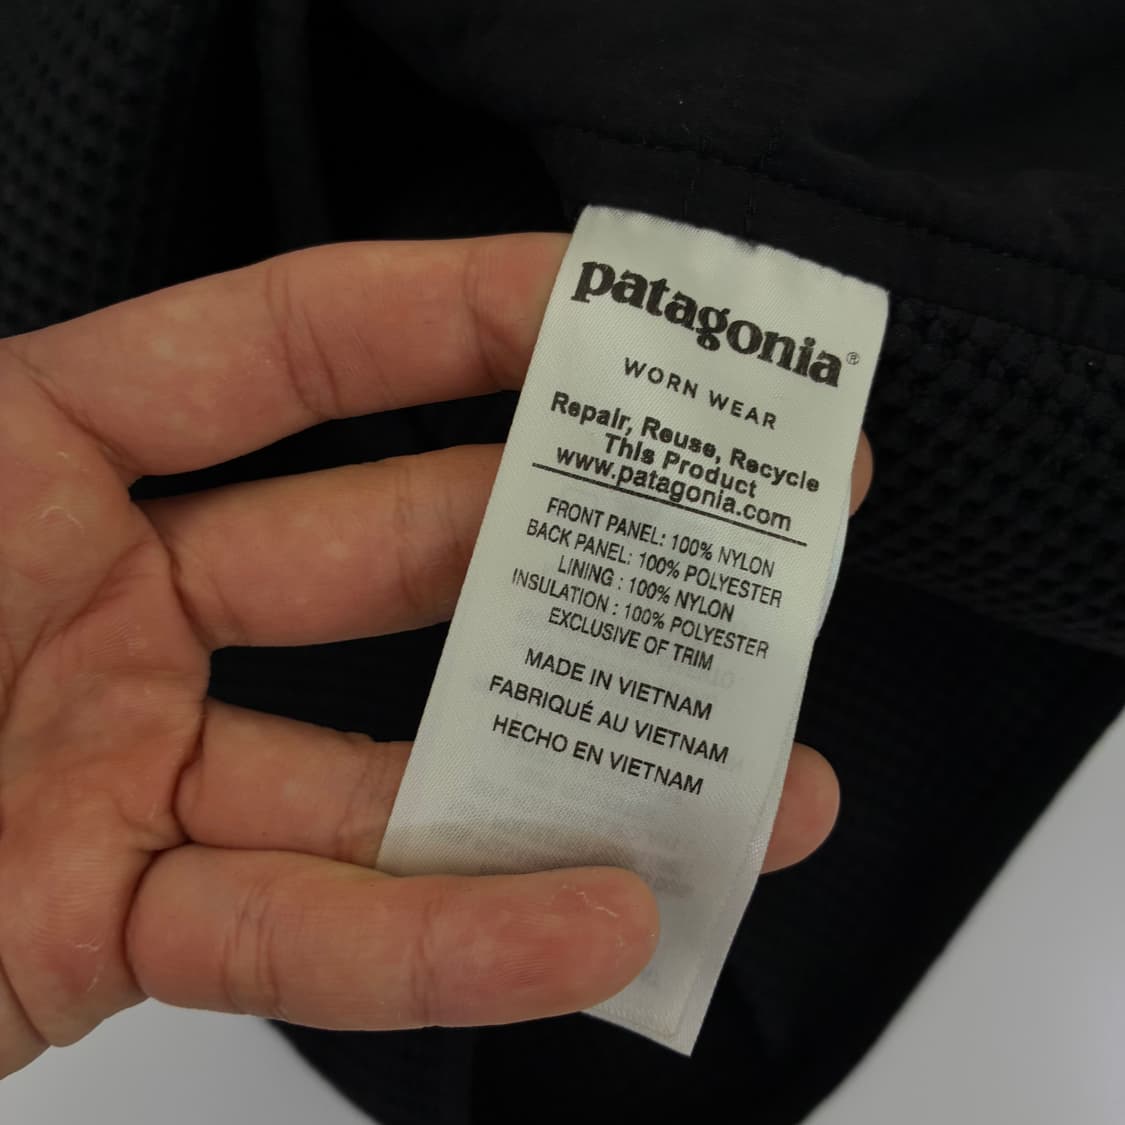 patagonia®
WORN WEAR
Repair, Reuse, Recycle
This Product
www.patagonia.com
FRONT PANEL: 100% NYLON
BACK PANEL: 100% POLYESTER
LINING : 100% NYLON
INSULATION : 100% POLYESTER
EXCLUSIVE OF TRIM
MADE IN VIETNAM
FABRIQUÉ AU VIETNAM
HECHO EN VIETNAM